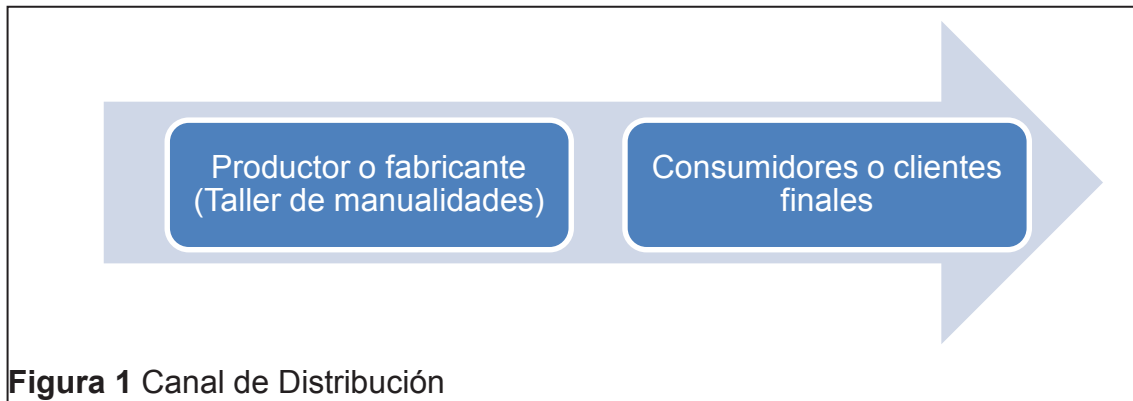 Productor o fabricante
(Taller de manualidades)
Consumidores o clientes
finales
Figura 1 Canal de Distribución